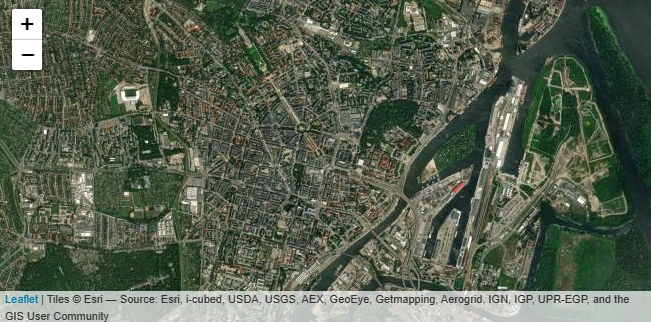 +
−
Leaflet | Tiles © Esri — Source: Esri, i-cubed, USDA, USGS, AEX, GeoEye, Getmapping, Aerogrid, IGN, IGP, UPR-EGP, and the
GIS User Community